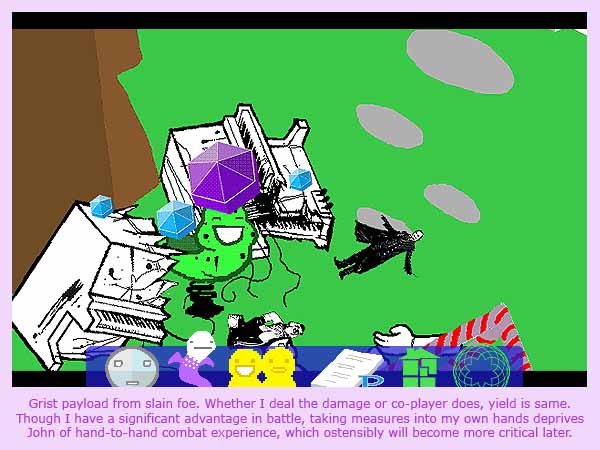 Grist payload from slain foe. Whether I deal the damage or co-player does, yield is same.
Though I have a significant advantage in battle, taking measures into my own hands deprives
John of hand-to-hand combat experience, which ostensibly will become more critical later.